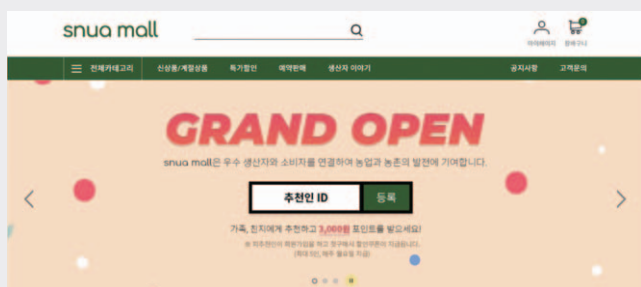 snua mall
마이페이지 장바구니
전체카테고리 신상품/계절상품 특가할인 예약판매 생산자 이야기 공지사항 고객문의
GRAND OPEN
snua mall은 우수 생산자와 소비자를 연결하여 농업과 농촌의 발전에 기여합니다.
추천인 ID 등록
가족, 친지에게 추천하고 3,000원 포인트를 받으세요!